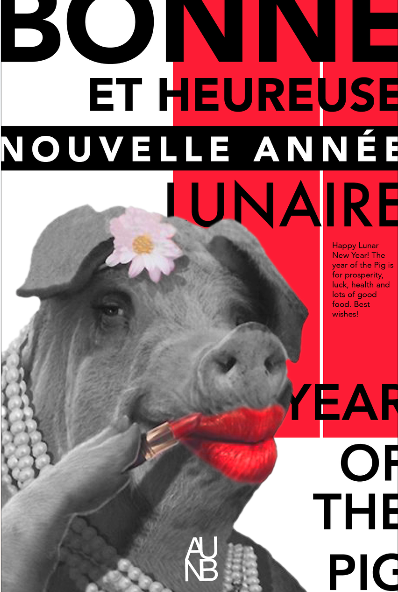 BONNE
ET HEUREUSE
NOUVELLE ANNÉE
LUNAIRE
Happy Lunar
New Year! The
year of the Pig is
for prosperity,
luck, health and
lots of good
food. Best
wishes!
YEAR
OF
THE
PIG
AU
NB